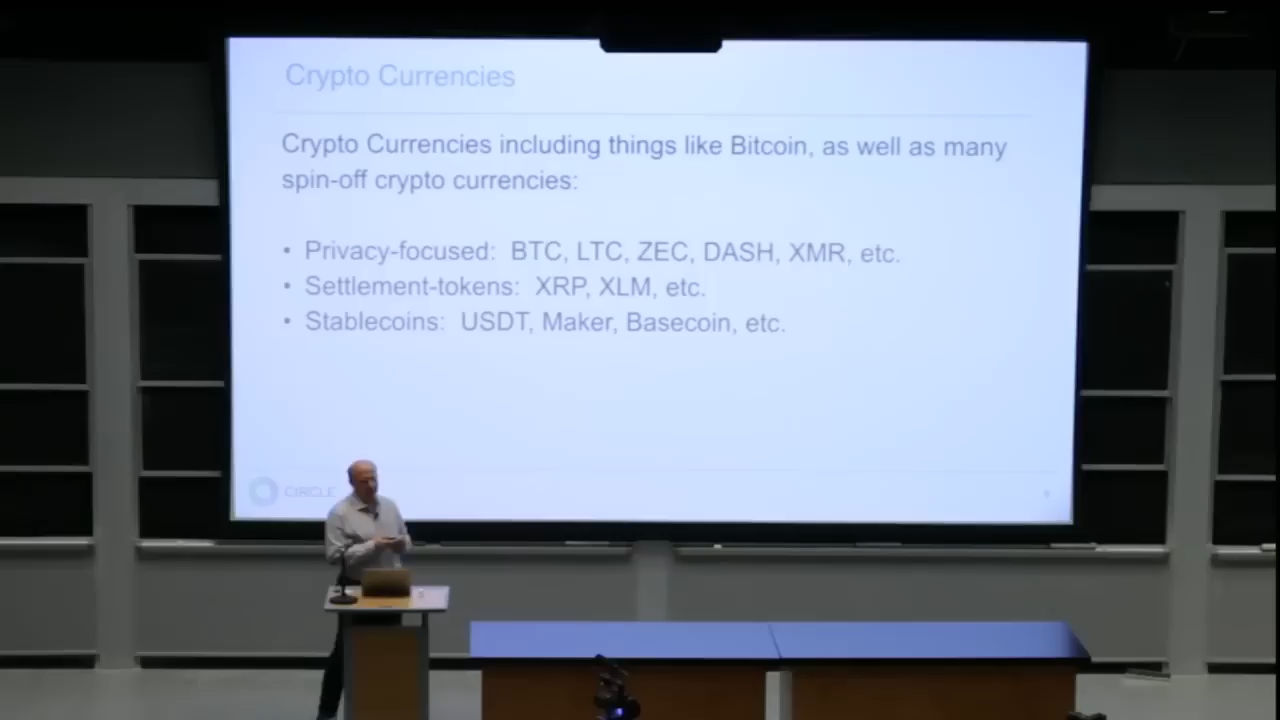 Crypto Currencies
Crypto Currencies including things like Bitcoin, as well as many
spin-off crypto currencies:
• Privacy-focused: BTC, LTC, ZEC, DASH, XMR, etc.
• Settlement-tokens: XRP, XLM, etc.
• Stablecoins: USDT, Maker, Basecoin, etc.
CIRCLE